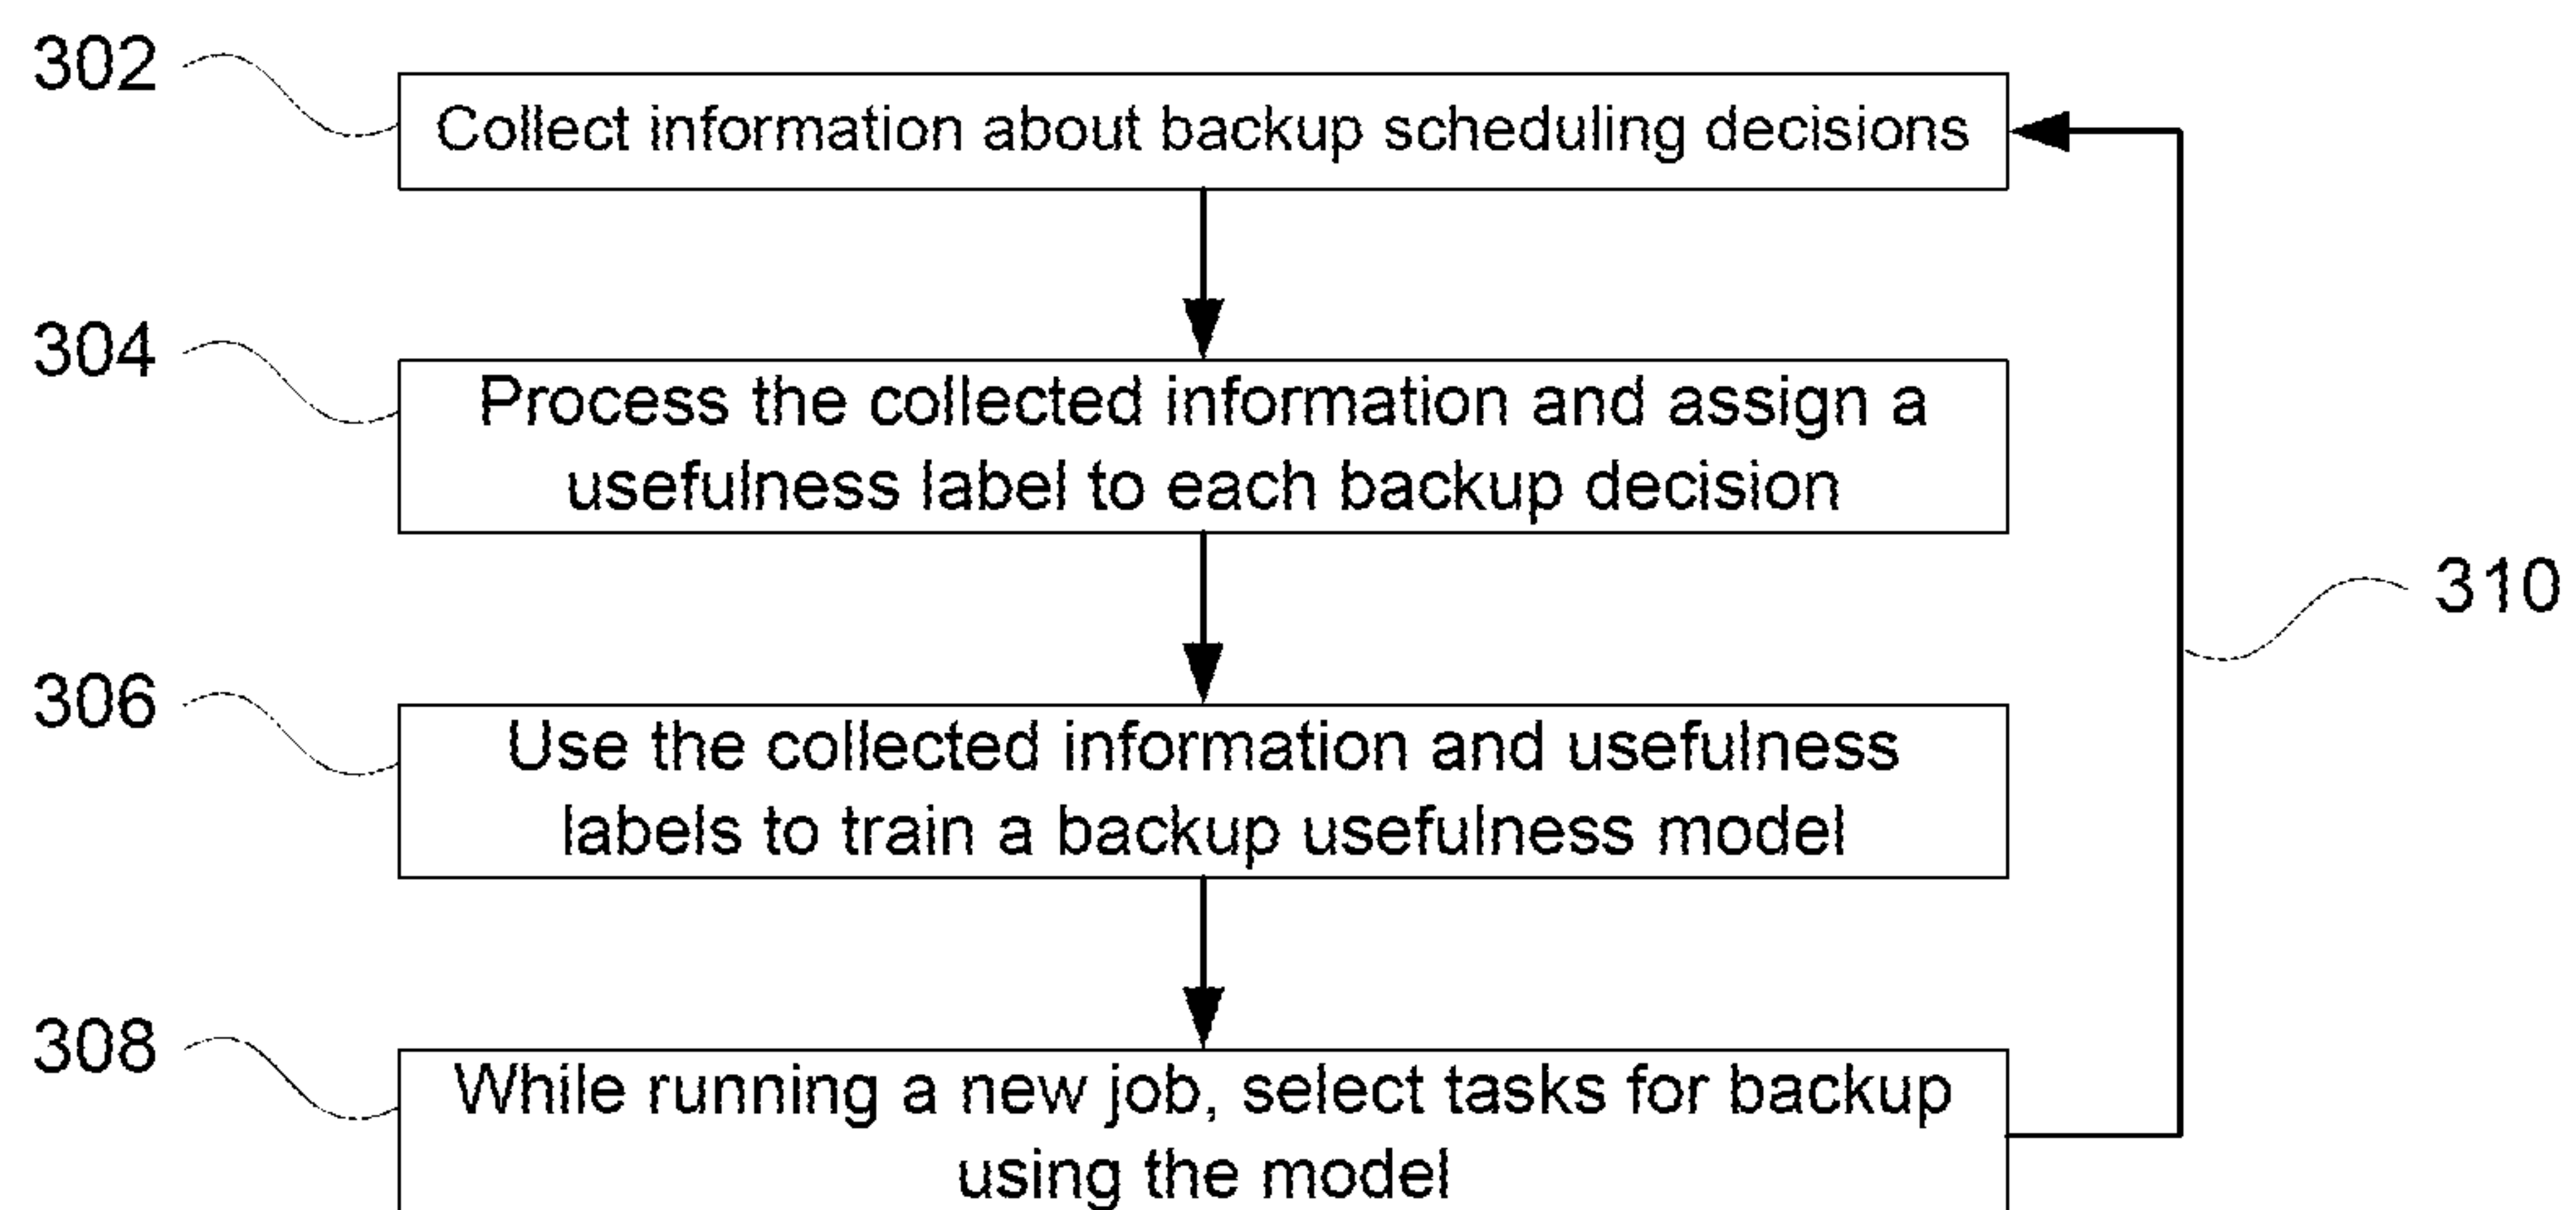 302
Collect information about backup scheduling decisions
304
Process the collected information and assign a
usefulness label to each backup decision
310
306
Use the collected information and usefulness
labels to train a backup usefulness model
308
While running a new job, select tasks for backup
using the model